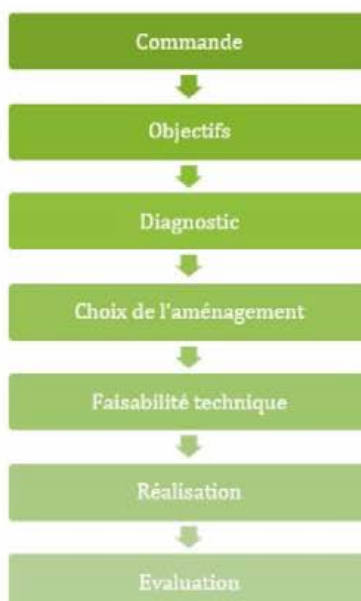 Commande
Objectifs
Diagnostic
Choix de l'aménagement
Faisabilité technique
Réalisation
Evaluation